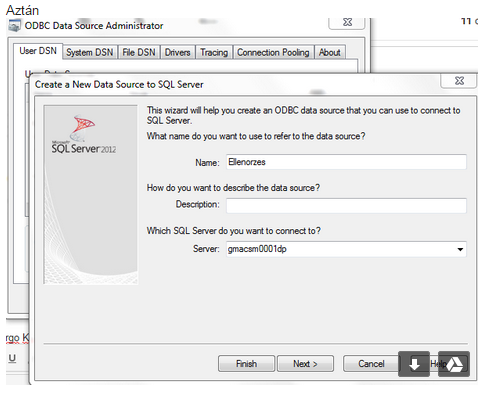 Aztán
ODBC Data Source Administrator
11
User DSN System DSN File DSN Drivers Tracing Connection Pooling About
Create a New Data Source to SQL Server
This wizard will help you create an ODBC data source that you can use to connect to
SQL Server.
What name do you want to use to refer to the data source?
Microsoft
SQL Server 2012
Name: Ellenorzes
How do you want to describe the data source?
Description:
Which SQL Server do you want to connect to?
Server: gmacsm0001dp
rgo K
U
Finish Next > Cancel Help